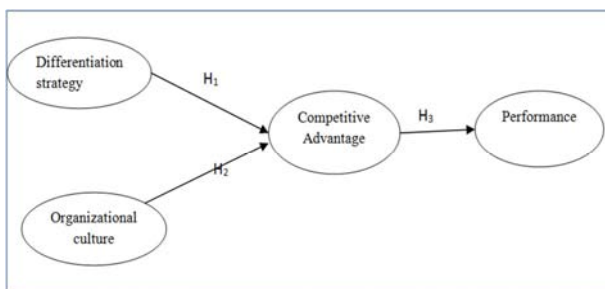 Differentiation
strategy
H₁
Competitive
Advantage
H₃
Performance
H₂
Organizational
culture